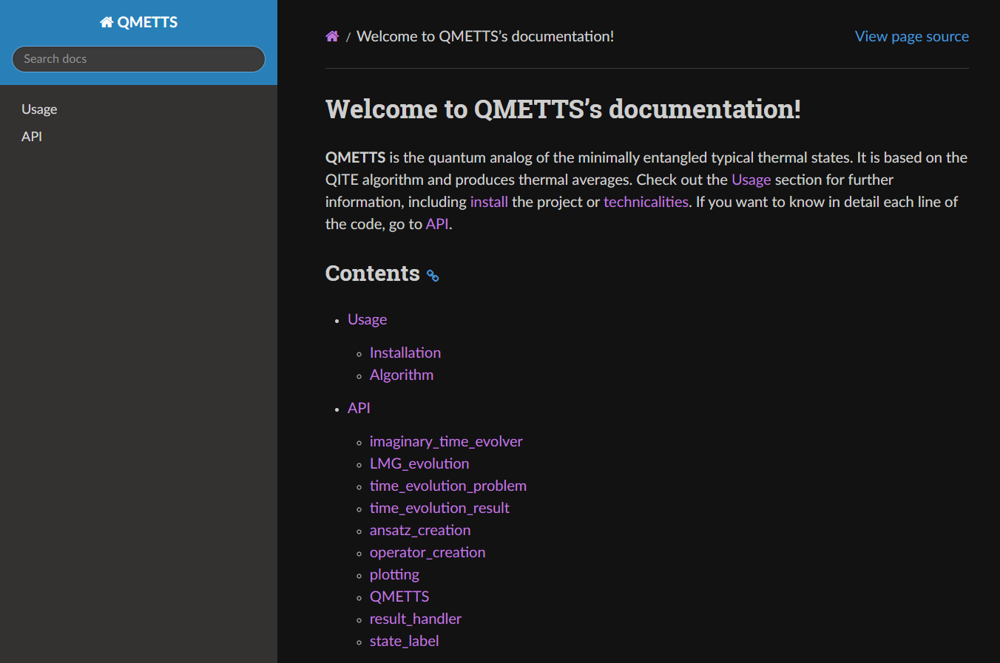 QMETTS
Search docs
Usage
API
/ Welcome to QMETTS’s documentation!
View page source
Welcome to QMETTS’s documentation!
QMETTS is the quantum analog of the minimally entangled typical thermal states. It is based on the
QITE algorithm and produces thermal averages. Check out the Usage section for further
information, including install the project or technicalities. If you want to know in detail each line of
the code, go to API.
Contents
Usage
Installation
Algorithm
API
imaginary_time_evolver
LMG_evolution
time_evolution_problem
time_evolution_result
ansatz_creation
operator_creation
plotting
QMETTS
result_handler
state_label